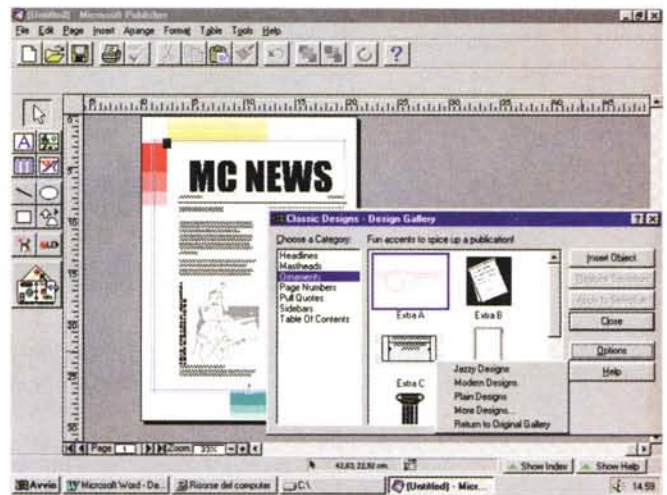 [Untitled] - Microsoft Publisher
File Edit Page Insert Arrange Format Table Tools Help
MC NEWS
Classic Designs - Design Gallery
Choose a Category:
Fun accents to spice up a publication!
Headlines
Mastheads
Ornaments
Page Numbers
Pull Quotes
Sidebars
Table Of Contents
Extra A
Extra B
Extra C
Insert Object
Close
Options
Help
Jazzy Designs
Modern Designs
Plain Designs
More Designs...
Return to Original Gallery
Page 1 Zoom: 33%
Show Index Show Help
Avvio Microsoft Word - De... Risorse del computer C:\ [Untitled] - Micr... 14.59